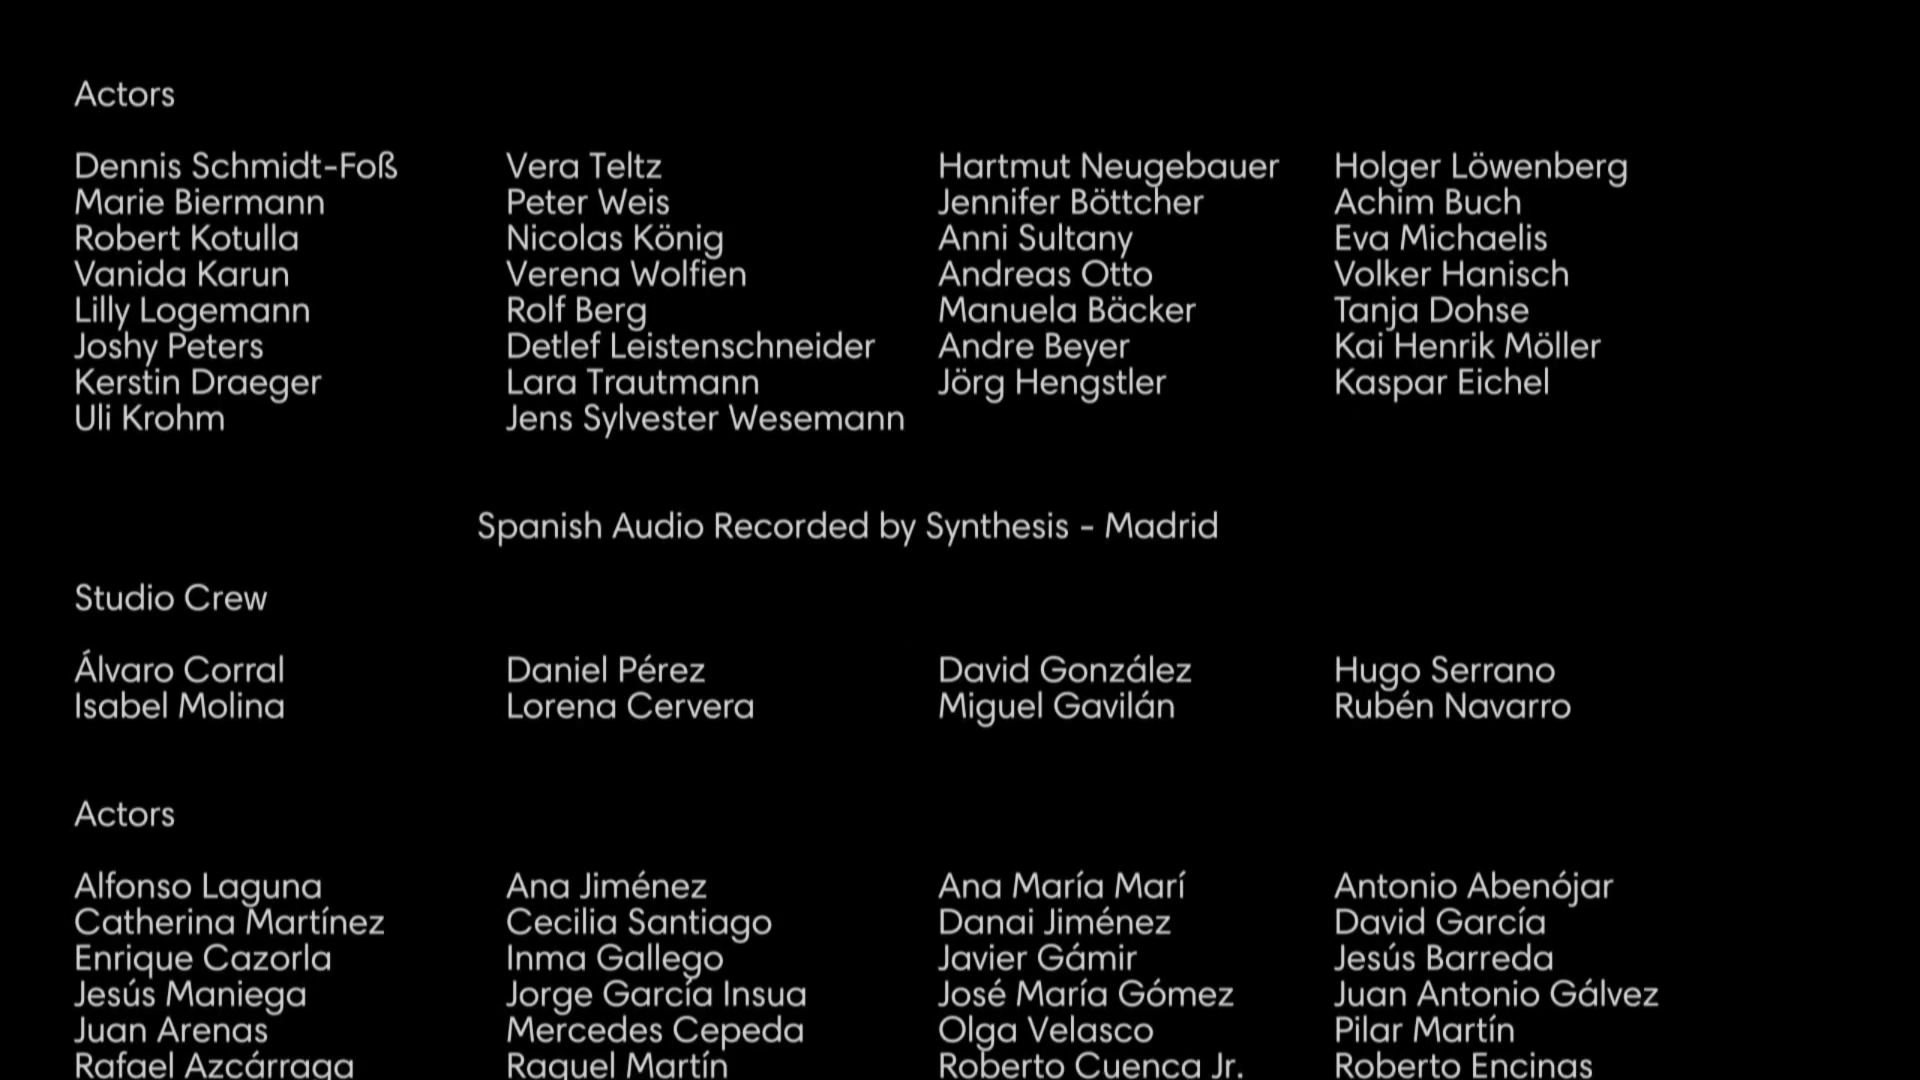 Actors
Dennis Schmidt-Foß Vera Teltz Hartmut Neugebauer Holger Löwenberg
Marie Biermann Peter Weis Jennifer Böttcher Achim Buch
Robert Kotulla Nicolas König Anni Sultany Eva Michaelis
Vanida Karun Verena Wolfien Andreas Otto Volker Hanisch
Lilly Logemann Rolf Berg Manuela Bäcker Tanja Dohse
Joshy Peters Detlef Leistenschneider Andre Beyer Kai Henrik Möller
Kerstin Draeger Lara Trautmann Jörg Hengstler Kaspar Eichel
Uli Krohm Jens Sylvester Wesemann
Spanish Audio Recorded by Synthesis - Madrid
Studio Crew
Álvaro Corral Daniel Pérez David González Hugo Serrano
Isabel Molina Lorena Cervera Miguel Gavilán Rubén Navarro
Actors
Alfonso Laguna Ana Jiménez Ana María Marí Antonio Abenójar
Catherina Martínez Cecilia Santiago Danai Jiménez David García
Enrique Cazorla Inma Gallego Javier Gámir Jesús Barreda
Jesús Maniega Jorge García Insua José María Gómez Juan Antonio Gálvez
Juan Arenas Mercedes Cepeda Olga Velasco Pilar Martín
Rafael Azcárraga Raquel Martín Roberto Cuenca Jr. Roberto Encinas